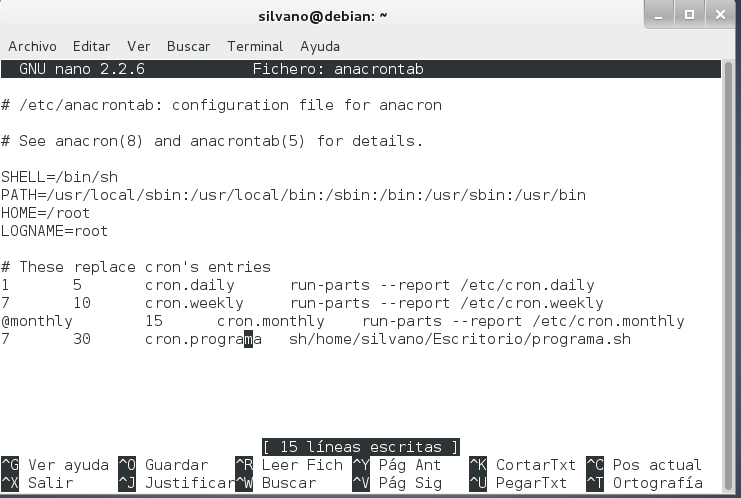 silvano@debian: ~
Archivo Editar Ver Buscar Terminal Ayuda
GNU nano 2.2.6 Fichero: anacrontab
# /etc/anacrontab: configuration file for anacron
# See anacron(8) and anacrontab(5) for details.
SHELL=/bin/sh
PATH=/usr/local/sbin:/usr/local/bin:/sbin:/bin:/usr/sbin:/usr/bin
HOME=/root
LOGNAME=root
# These replace cron's entries
1 5 cron.daily run-parts --report /etc/cron.daily
7 10 cron.weekly run-parts --report /etc/cron.weekly
@monthly 15 cron.monthly run-parts --report /etc/cron.monthly
7 30 cron.programa sh/home/silvano/Escritorio/programa.sh
[ 15 líneas escritas ]
^G Ver ayuda ^O Guardar ^R Leer Fich ^Y Pág Ant ^K CortarTxt ^C Pos actual
^X Salir ^J Justificar ^W Buscar ^V Pág Sig ^U PegarTxt ^T Ortografía